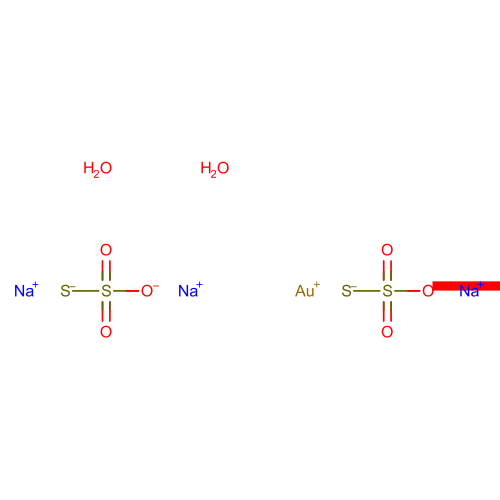 H2O H2O
O O
Na+ S− S O− Na+ Au+ S− S O Na+
O O